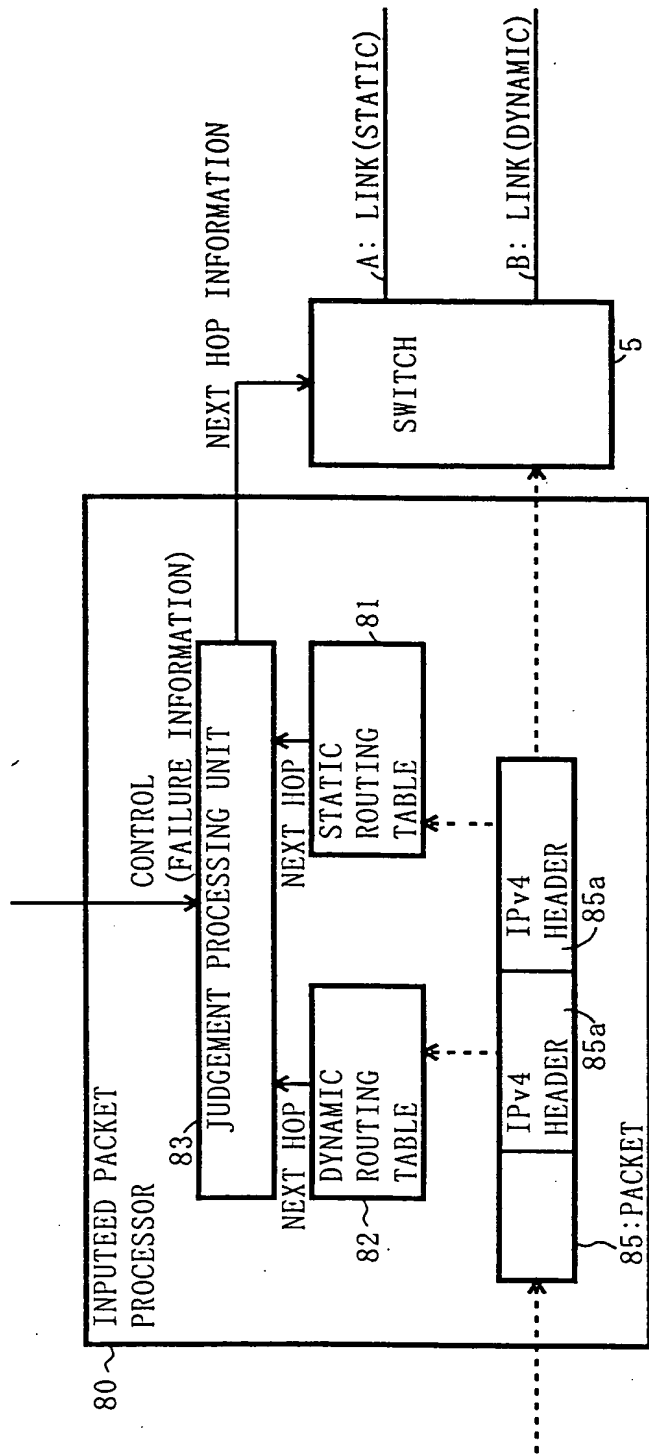 80
INPUTEED PACKET
PROCESSOR
CONTROL
(FAILURE INFORMATION)
83
JUDGEMENT PROCESSING UNIT
NEXT HOP
NEXT HOP
DYNAMIC
ROUTING
TABLE
82
STATIC
ROUTING
TABLE
81
IPv4
HEADER
85a
IPv4
HEADER
85a
85:PACKET
NEXT HOP INFORMATION
SWITCH
5
A: LINK(STATIC)
B: LINK(DYNAMIC)